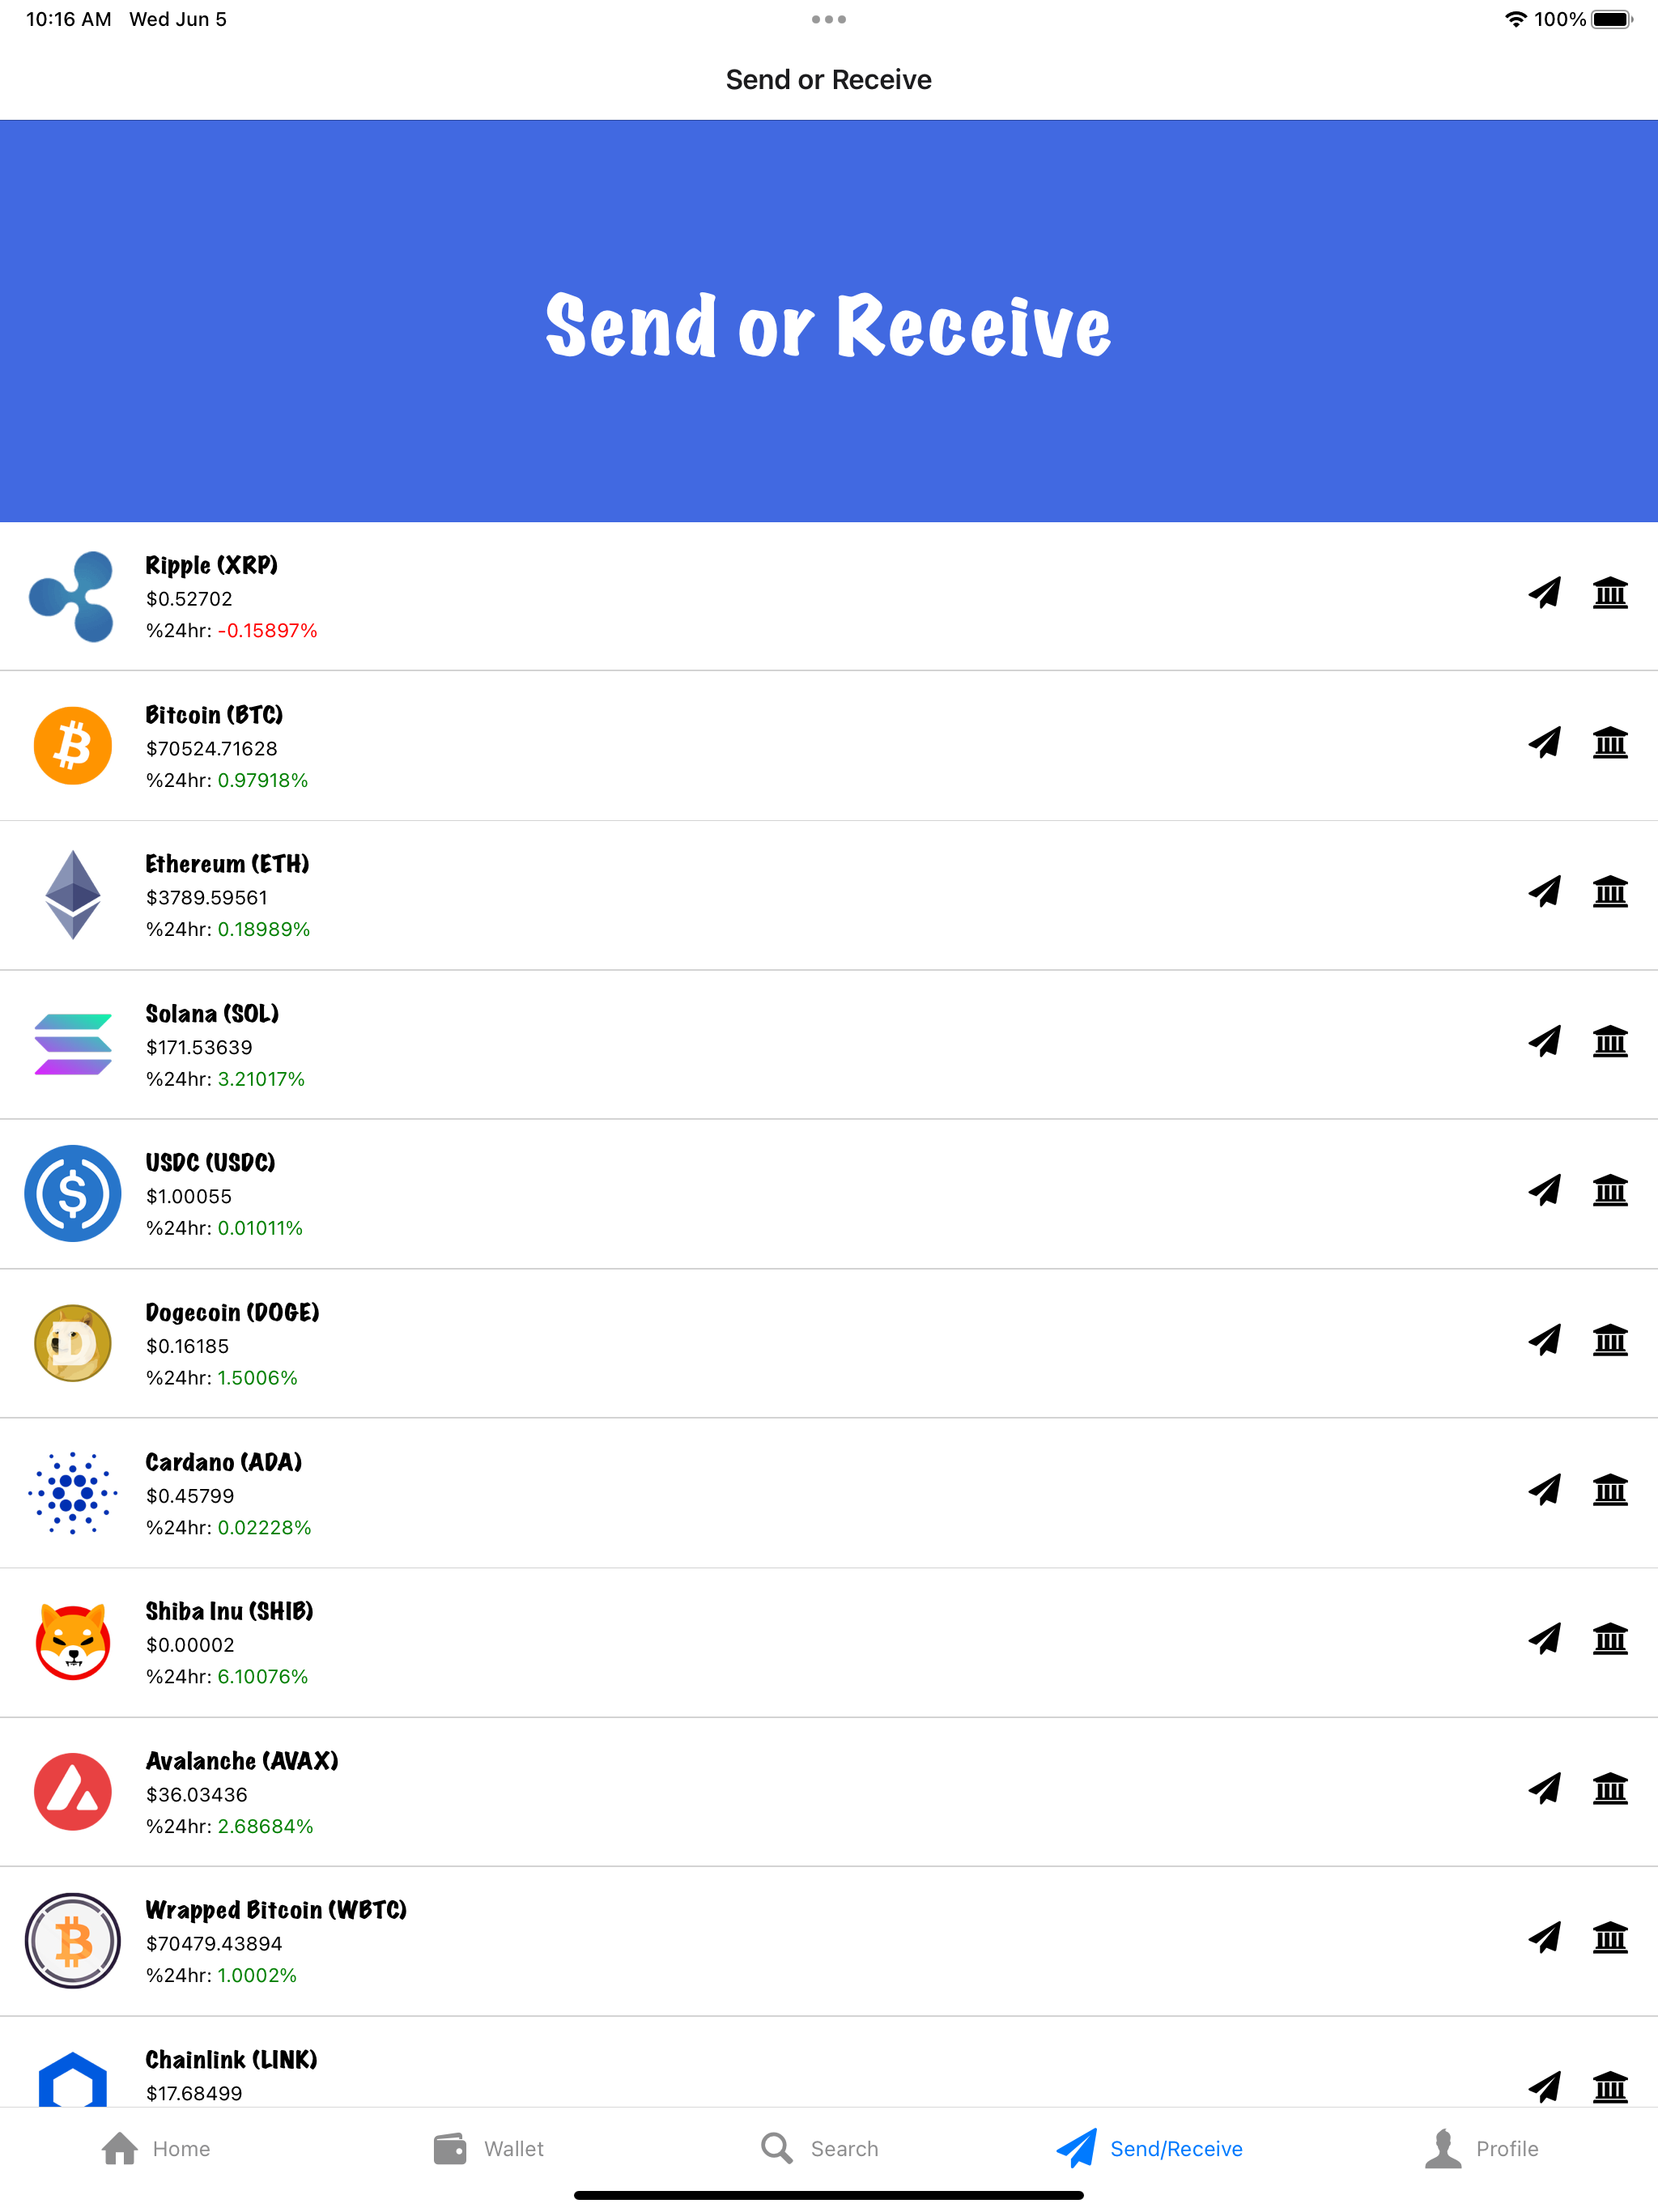 10:16 AM Wed Jun 5
100%
Send or Receive
Send or Receive
Ripple (XRP)
$0.52702
%24hr: -0.15897%
Bitcoin (BTC)
$70524.71628
%24hr: 0.97918%
Ethereum (ETH)
$3789.59561
%24hr: 0.18989%
Solana (SOL)
$171.53639
%24hr: 3.21017%
USDC (USDC)
$1.00055
%24hr: 0.01011%
Dogecoin (DOGE)
$0.16185
%24hr: 1.5006%
Cardano (ADA)
$0.45799
%24hr: 0.02228%
Shiba Inu (SHIB)
$0.00002
%24hr: 6.10076%
Avalanche (AVAX)
$36.03436
%24hr: 2.68684%
Wrapped Bitcoin (WBTC)
$70479.43894
%24hr: 1.0002%
Chainlink (LINK)
$17.68499
Home Wallet Search Send/Receive Profile